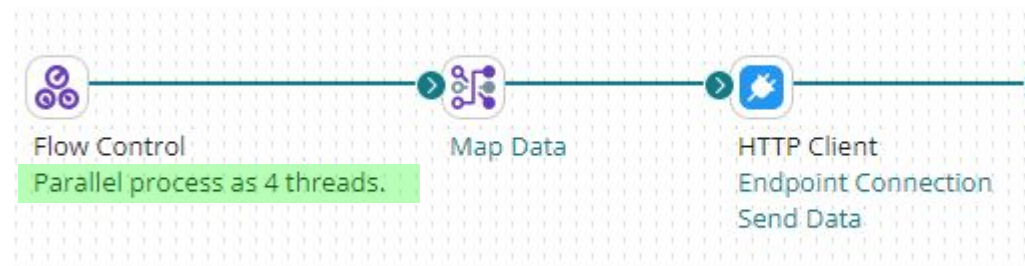 Flow Control
Parallel process as 4 threads.
Map Data
HTTP Client
Endpoint Connection
Send Data